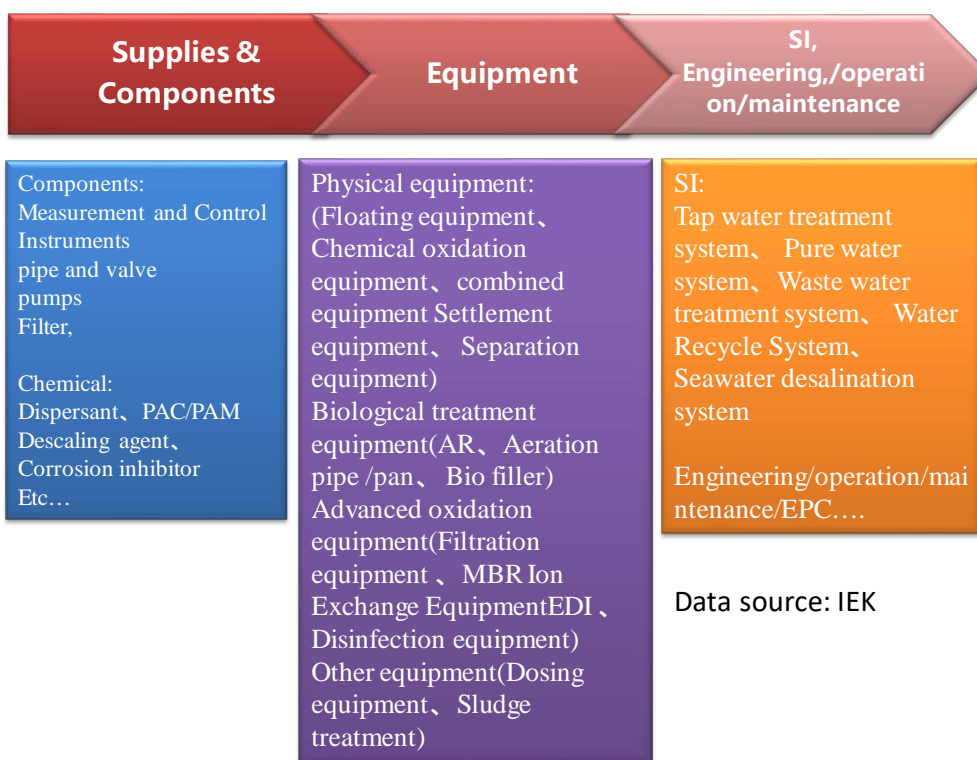 Supplies &
Components
Equipment
SI,
Engineering,/operati
on/maintenance
Components:
Measurement and Control
Instruments
pipe and valve
pumps
Filter,
Chemical:
Dispersant、 PAC/PAM
Descaling agent、
Corrosion inhibitor
Etc…
Physical equipment:
(Floating equipment、
Chemical oxidation
equipment、combined
equipment Settlement
equipment、 Separation
equipment)
Biological treatment
equipment(AR、Aeration
pipe /pan、 Bio filler)
Advanced oxidation
equipment(Filtration
equipment 、MBR Ion
Exchange EquipmentEDI 、
Disinfection equipment)
Other equipment(Dosing
equipment、Sludge
treatment)
SI:
Tap water treatment
system、 Pure water
system、 Waste water
treatment system、 Water
Recycle System、
Seawater desalination
system
Engineering/operation/mai
ntenance/EPC….
Data source: IEK